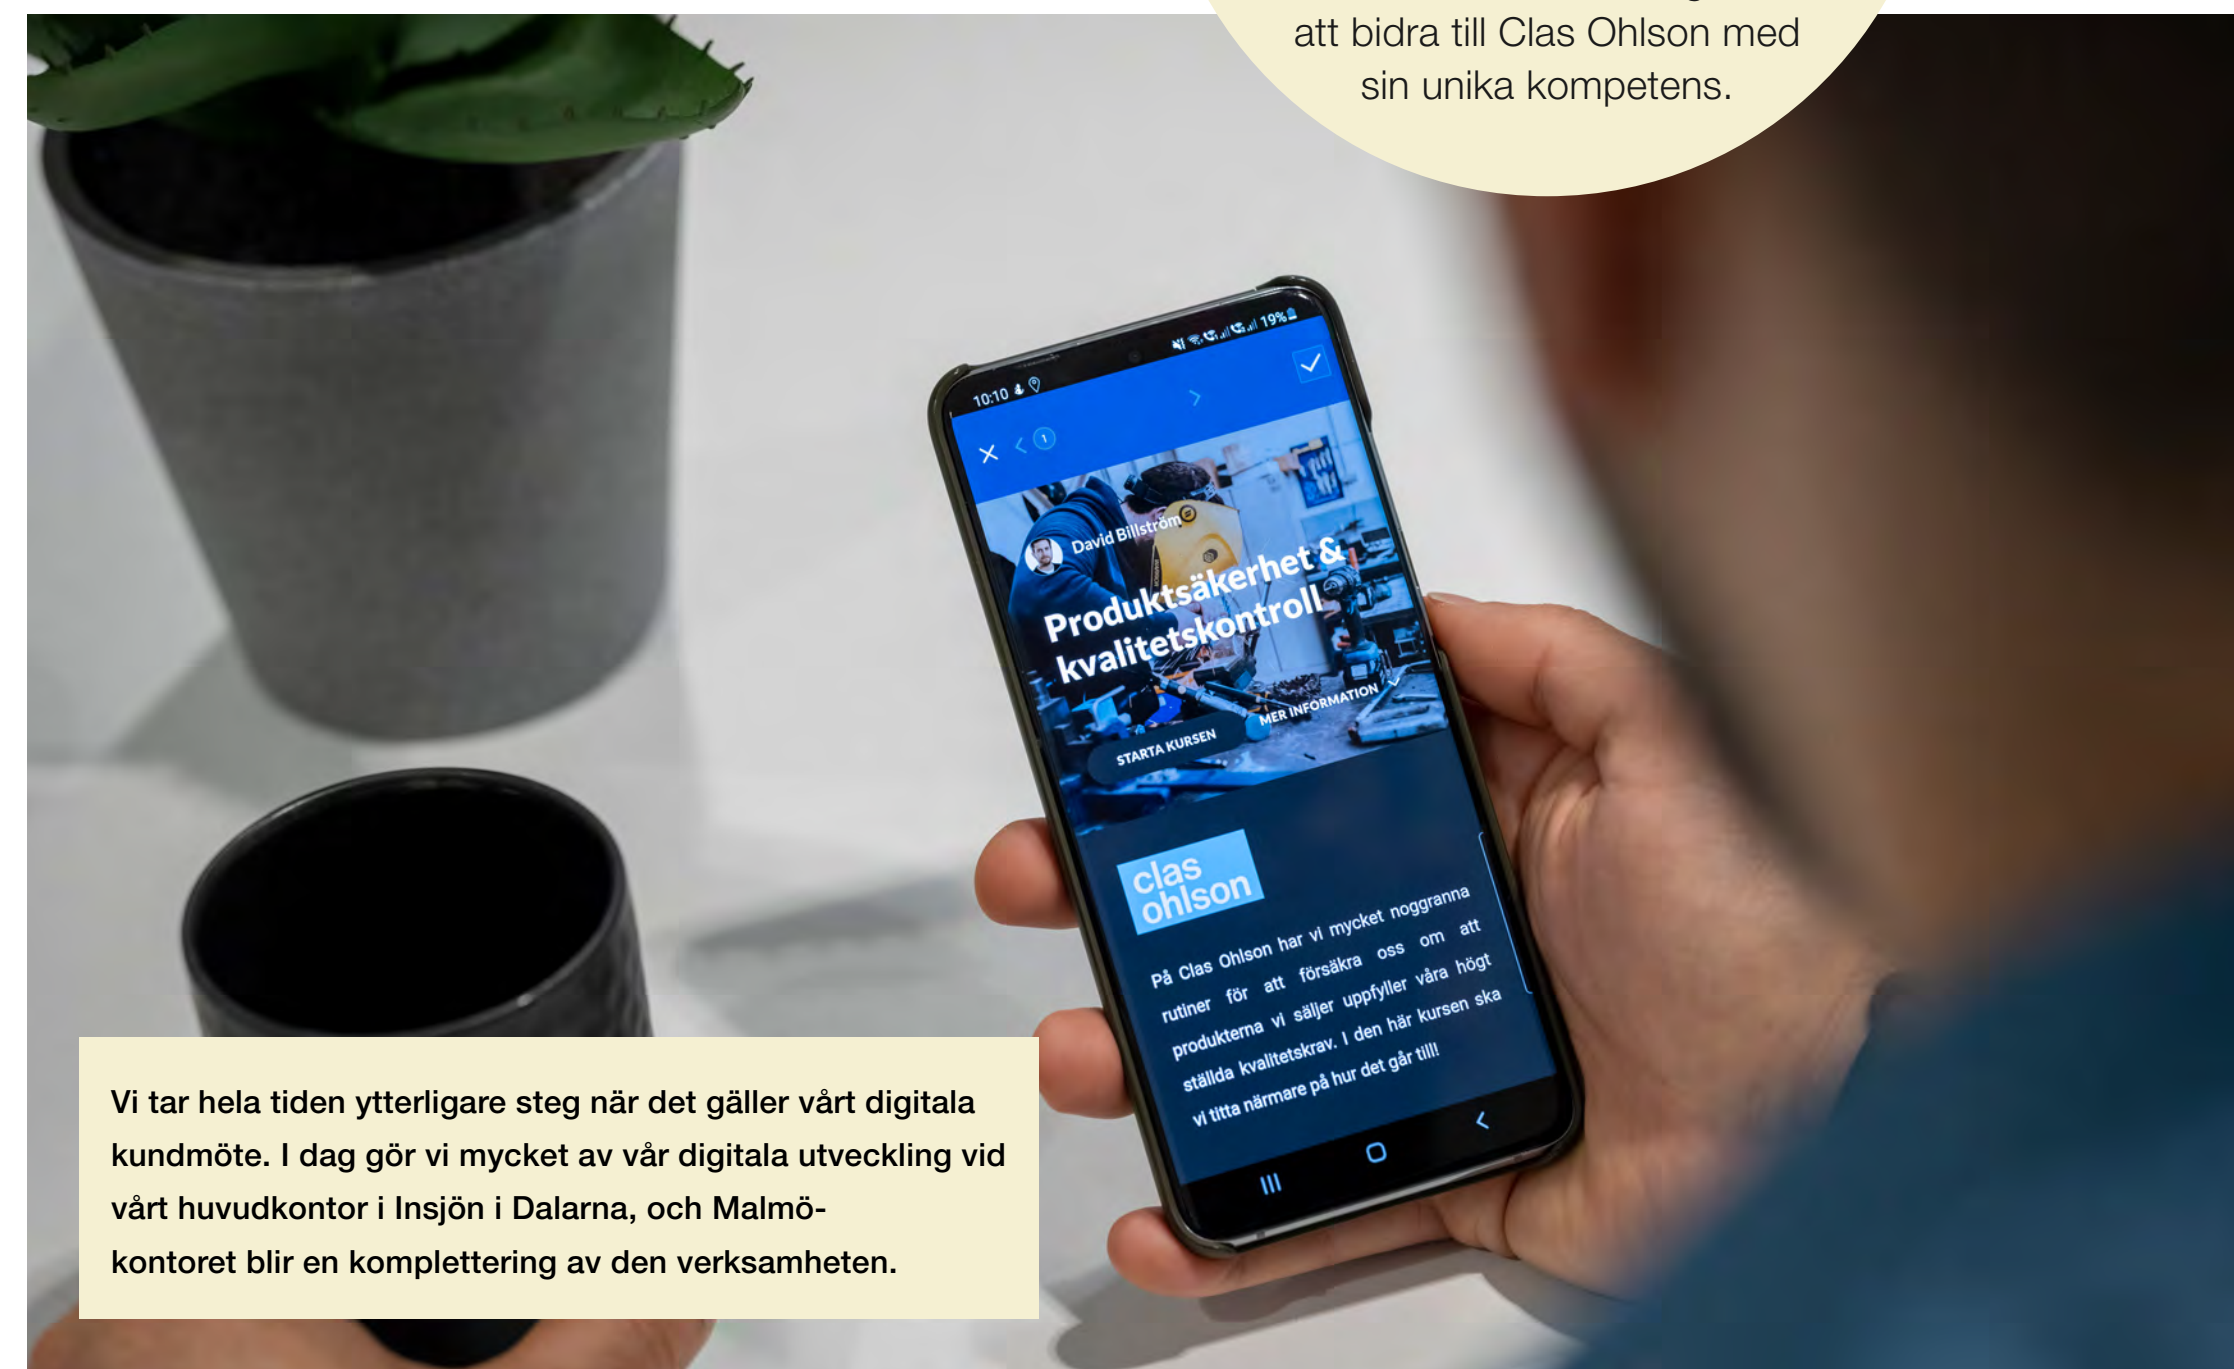 att bidra till Clas Ohlson med
sin unika kompetens.
10:10
19%
1
David Billström
Produktsäkerhet &
kvalitetskontroll
STARTA KURSEN
MER INFORMATION
clas
ohlson
På Clas Ohlson har vi mycket noggranna
rutiner för att försäkra oss om att
produkterna vi säljer uppfyller våra högt
ställda kvalitetskrav. I den här kursen ska
vi titta närmare på hur det går till!
Vi tar hela tiden ytterligare steg när det gäller vårt digitala
kundmöte. I dag gör vi mycket av vår digitala utveckling vid
vårt huvudkontor i Insjön i Dalarna, och Malmö-
kontoret blir en komplettering av den verksamheten.